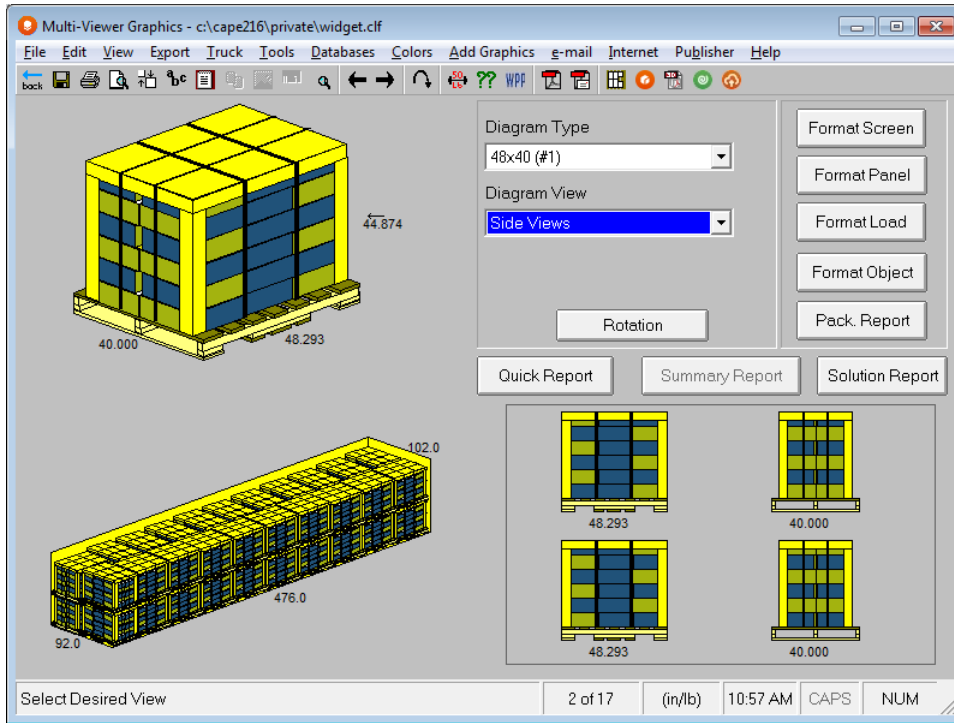 Multi-Viewer Graphics - c:\cape216\private\widget.clf
File Edit View Export Truck Tools Databases Colors Add Graphics e-mail Internet Publisher Help
back abc 50 Lb ?? WPF
44.874
40.000
48.293
Diagram Type
48x40 (#1)
Diagram View
Side Views
Rotation
Format Screen
Format Panel
Format Load
Format Object
Pack. Report
Quick Report Summary Report Solution Report
102.0
476.0
92.0
48.293 40.000
48.293 40.000
Select Desired View 2 of 17 (in/lb) 10:57 AM CAPS NUM